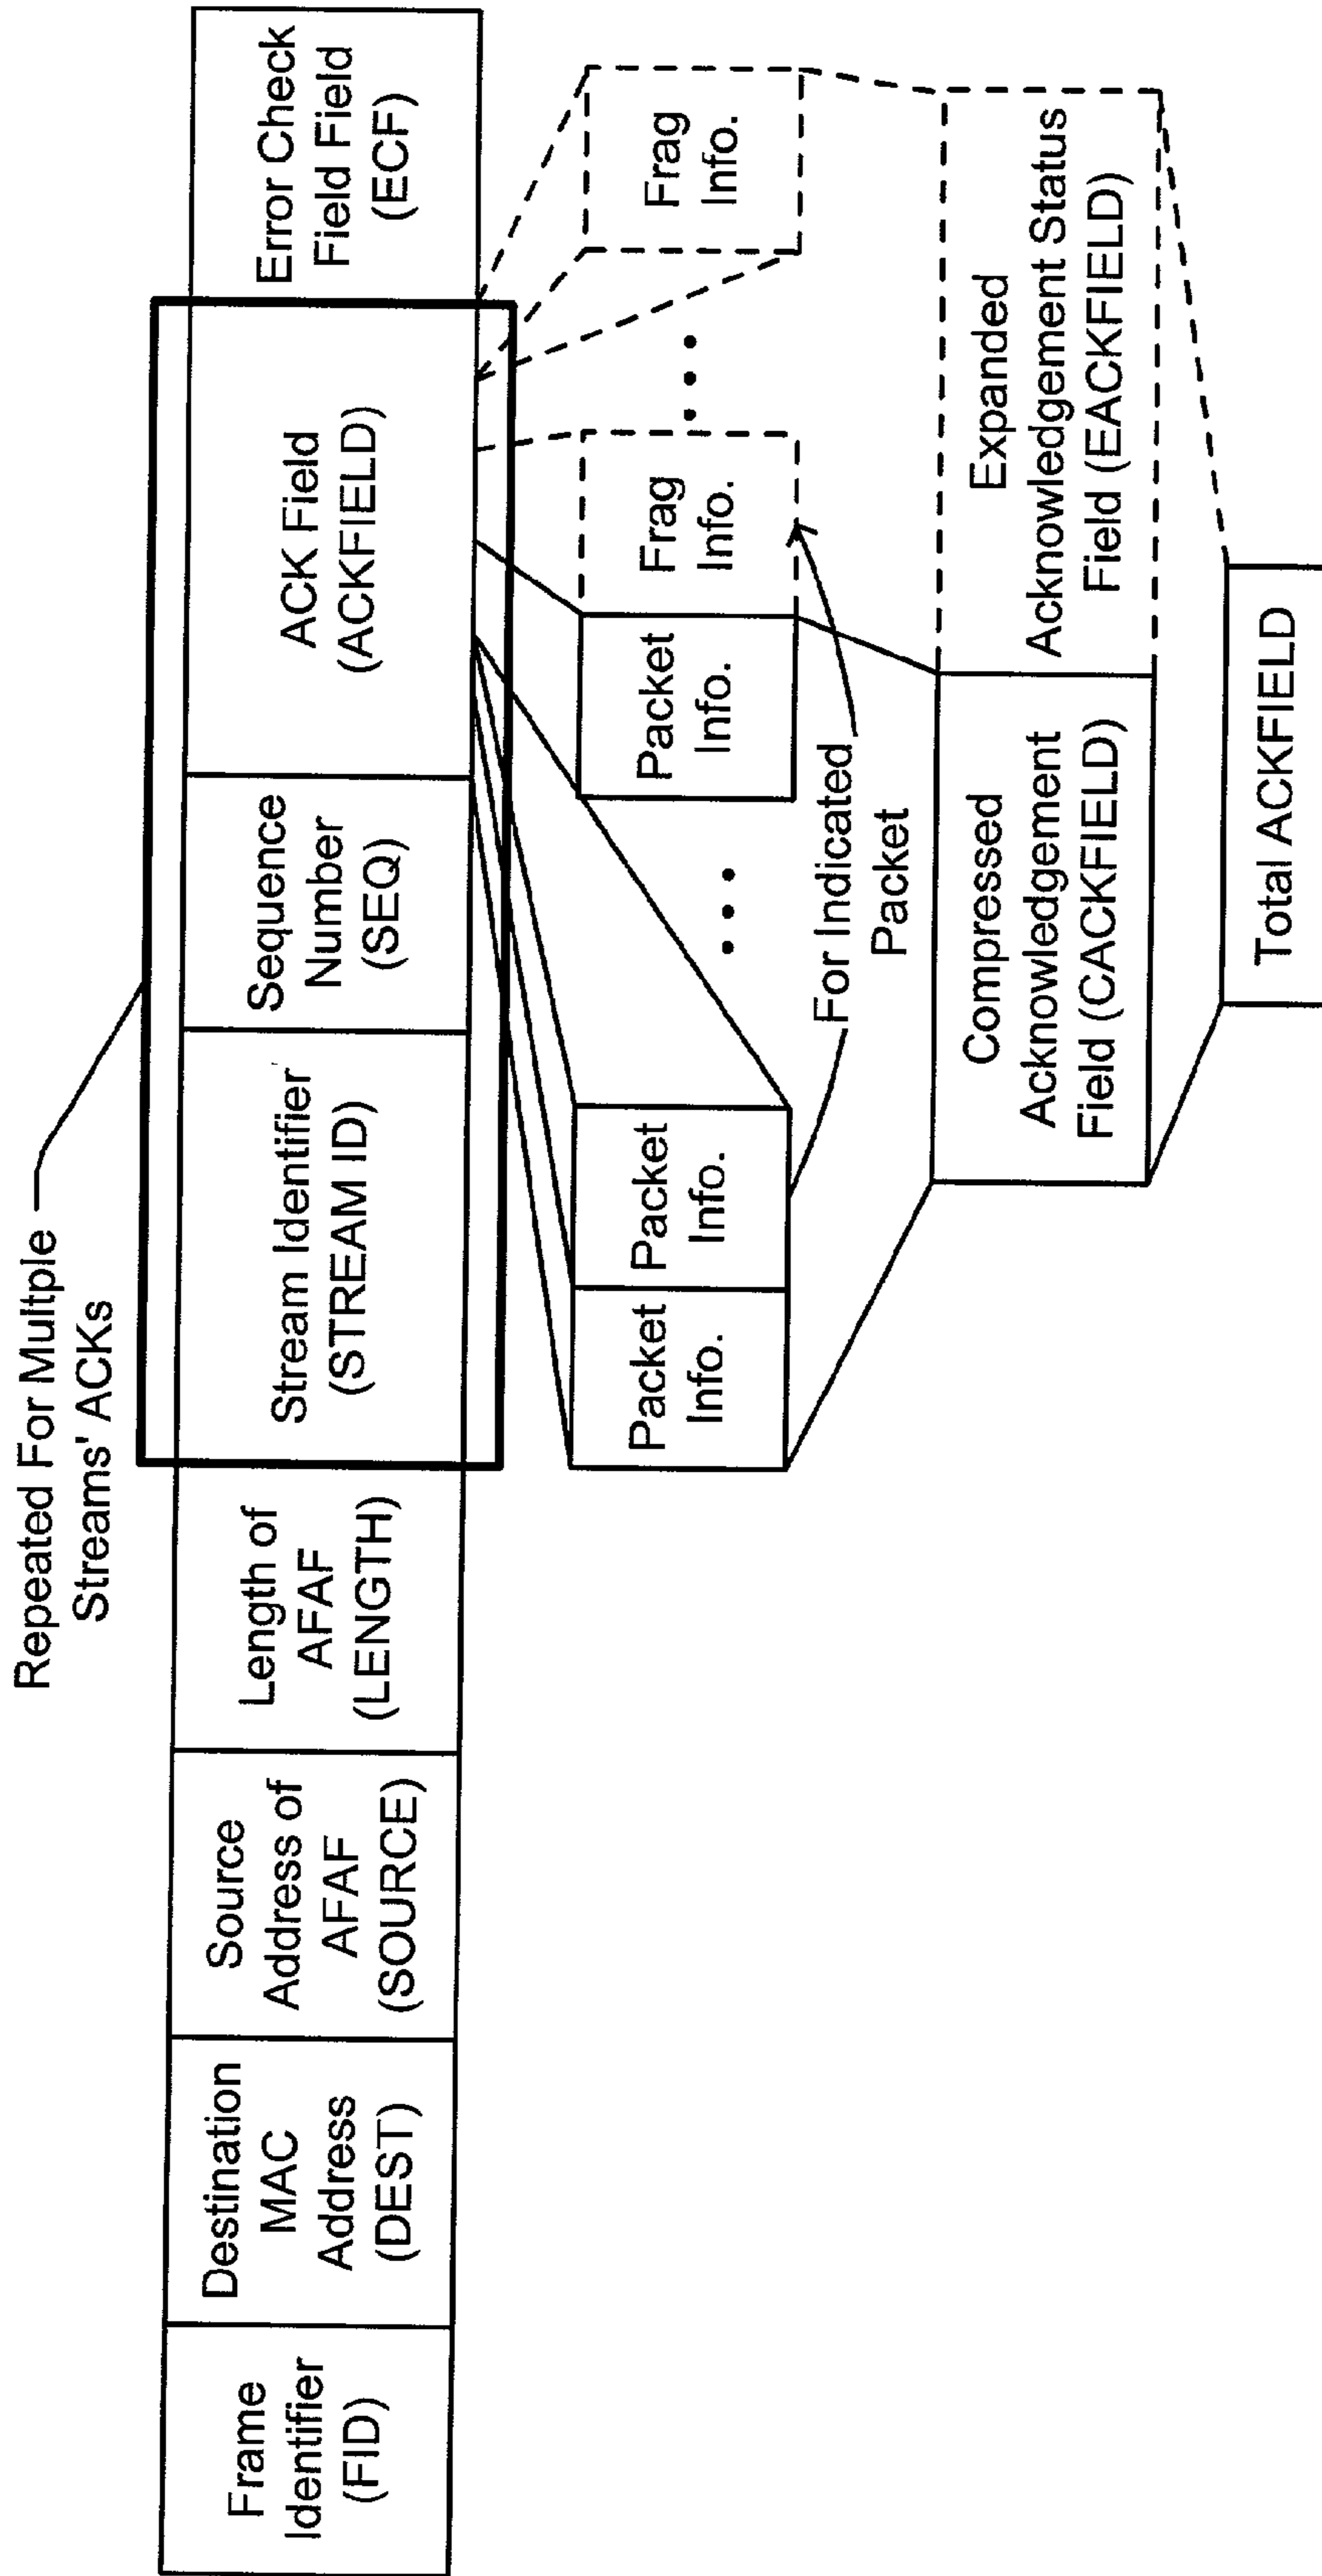 Repeated For Multple
Streams' ACKs
Frame
Identifier
(FID)
Destination
MAC
Address
(DEST)
Source
Address of
AFAF
(SOURCE)
Length of
AFAF
(LENGTH)
Stream Identifier
(STREAM ID)
Sequence
Number
(SEQ)
ACK Field
(ACKFIELD)
Error Check
Field Field
(ECF)
Packet
Info.
Packet
Info.
• • •
Packet
Info.
Frag
Info.
• • •
Frag
Info.
For Indicated
Packet
Compressed
Acknowledgement
Field (CACKFIELD)
Expanded
Acknowledgement Status
Field (EACKFIELD)
Total ACKFIELD